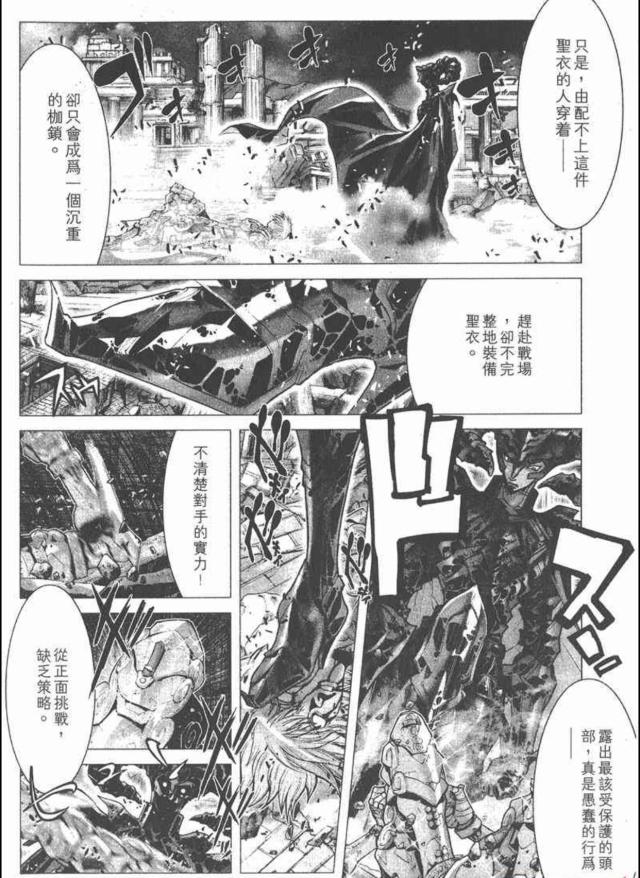 只是，由配不上這件
聖衣的人穿着——
卻只會成爲一個沉重
的枷鎖。
趕赴戰場
，卻不完
整地裝備
聖衣。
露出最該受保護的頭
部，真是愚蠢的行爲
不清楚對手的實力！
從正面挑戰，
缺乏策略。